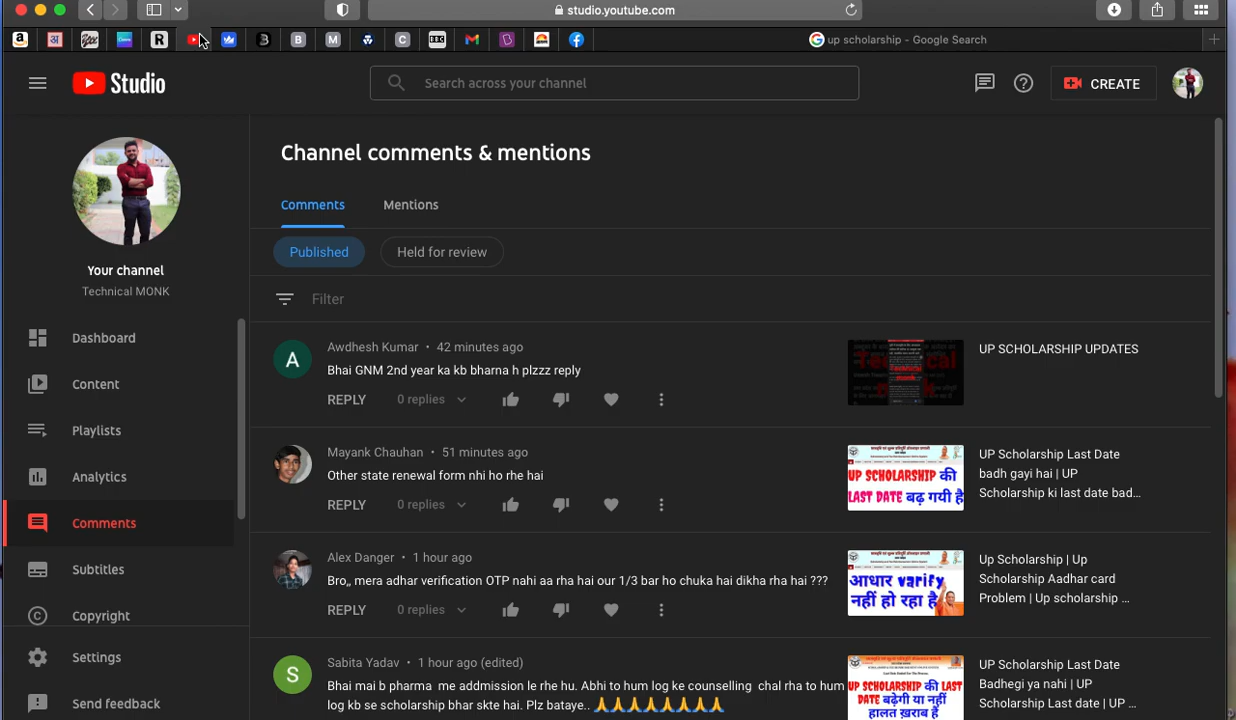 studio.youtube.com
up scholarship - Google Search
Studio
Search across your channel
CREATE
Your channel
Technical MONK
Dashboard
Content
Playlists
Analytics
Comments
Subtitles
Copyright
Settings
Send feedback
Channel comments & mentions
Comments
Mentions
Published
Held for review
Filter
A
Awdhesh Kumar • 42 minutes ago
Bhai GNM 2nd year ka kb bharna h plzzz reply
REPLY
0 replies
UP SCHOLARSHIP UPDATES
Mayank Chauhan • 51 minutes ago
Other state renewal form nhi ho rhe hai
REPLY
0 replies
UP SCHOLARSHIP की
LAST DATE बढ़ गयी है
UP Scholarship Last Date
badh gayi hai | UP
Scholarship ki last date bad...
Alex Danger • 1 hour ago
Bro,, mera adhar verification OTP nahi aa rha hai our 1/3 bar ho chuka hai dikha rha hai ???
REPLY
0 replies
आधार varify
नहीं हो रहा है
Up Scholarship | Up
Scholarship Aadhar card
Problem | Up scholarship ...
S
Sabita Yadav • 1 hour ago (edited)
Bhai mai b pharma me addmission le rhe hu. Abhi to hum log ke counselling chal rha to hum
log kb se scholarship bhar skte hai. Plz bataye.. 🙏🙏🙏🙏🙏🙏🙏🙏
UP SCHOLARSHIP की LAST
DATE बढ़ेगी या नहीं
हालत ख़राब हैं
UP Scholarship Last Date
Badhegi ya nahi | UP
Scholarship Last date | UP ...